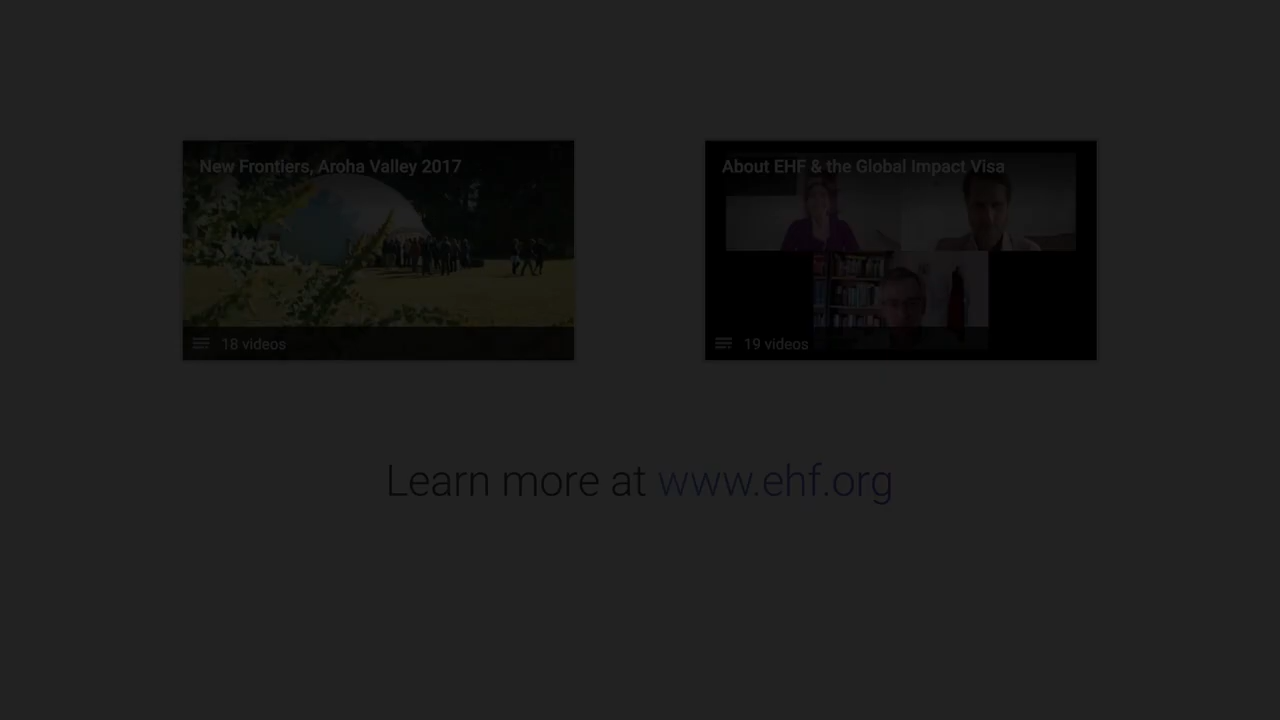 New Frontiers, Aroha Valley 2017
18 videos
About EHF & the Global Impact Visa
19 videos
Learn more at www.ehf.org